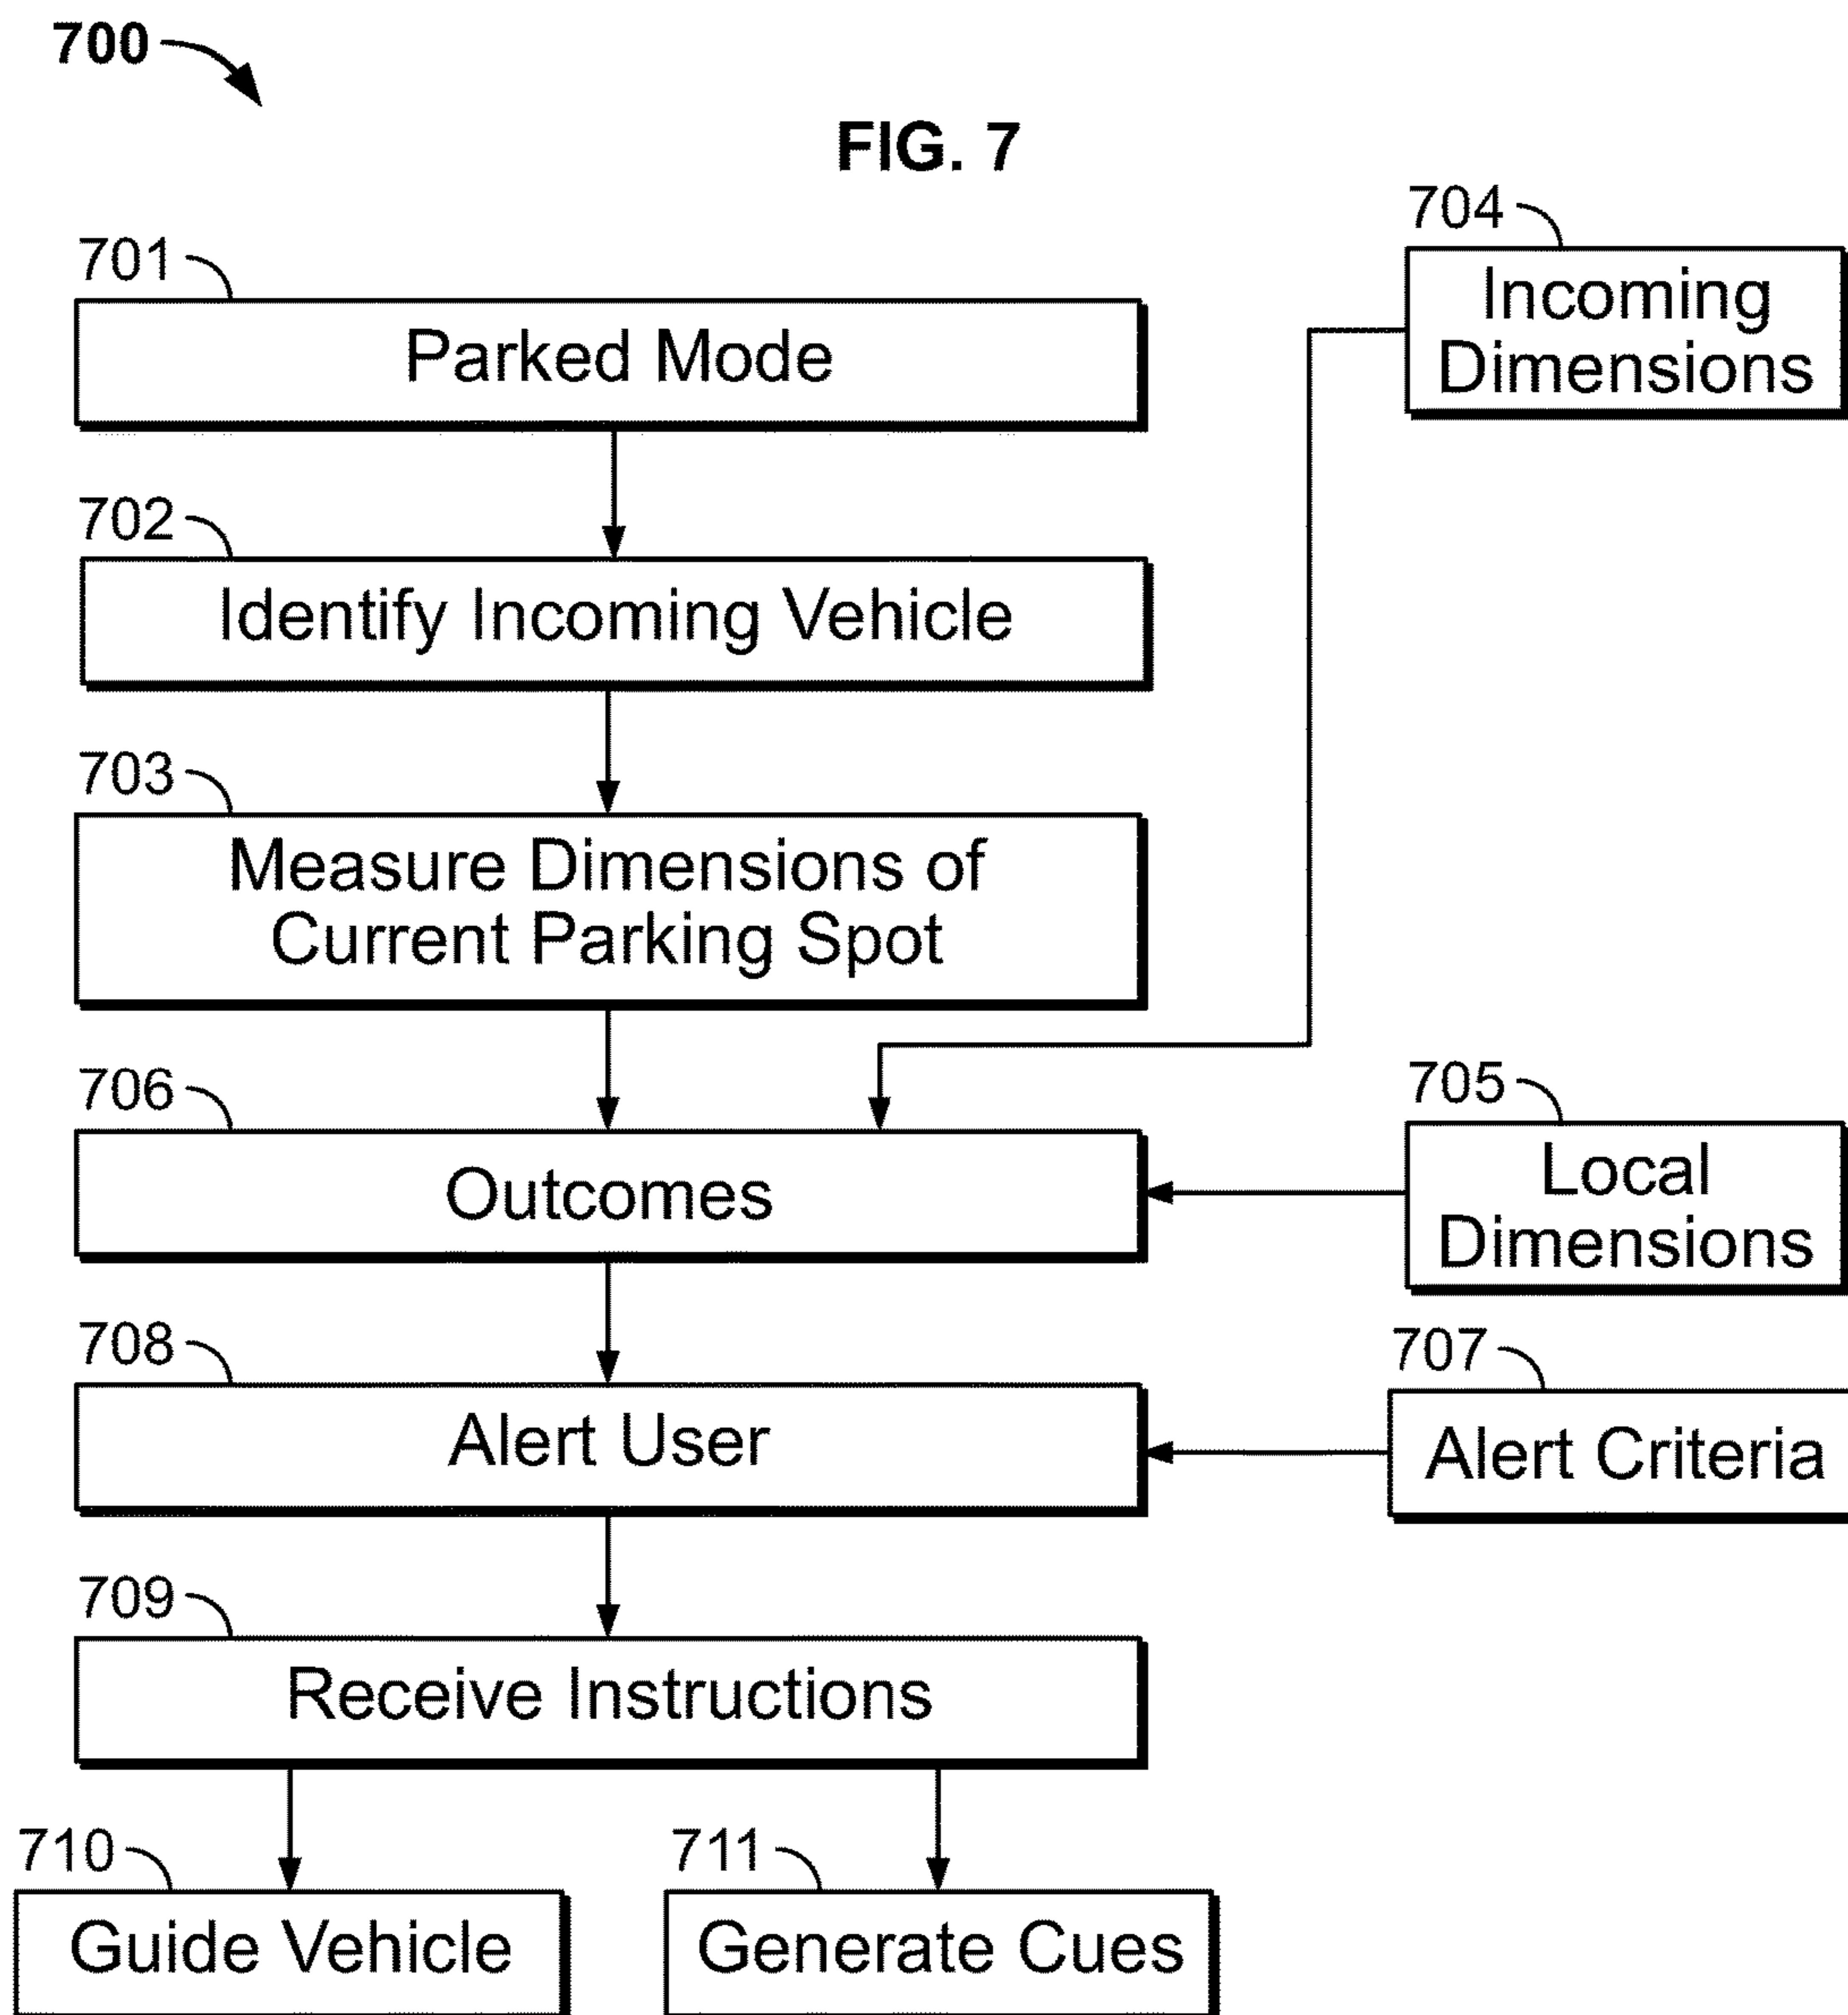 700
FIG. 7
701
Parked Mode
702
Identify Incoming Vehicle
703
Measure Dimensions of
Current Parking Spot
704
Incoming
Dimensions
706
Outcomes
705
Local
Dimensions
708
Alert User
707
Alert Criteria
709
Receive Instructions
710
Guide Vehicle
711
Generate Cues